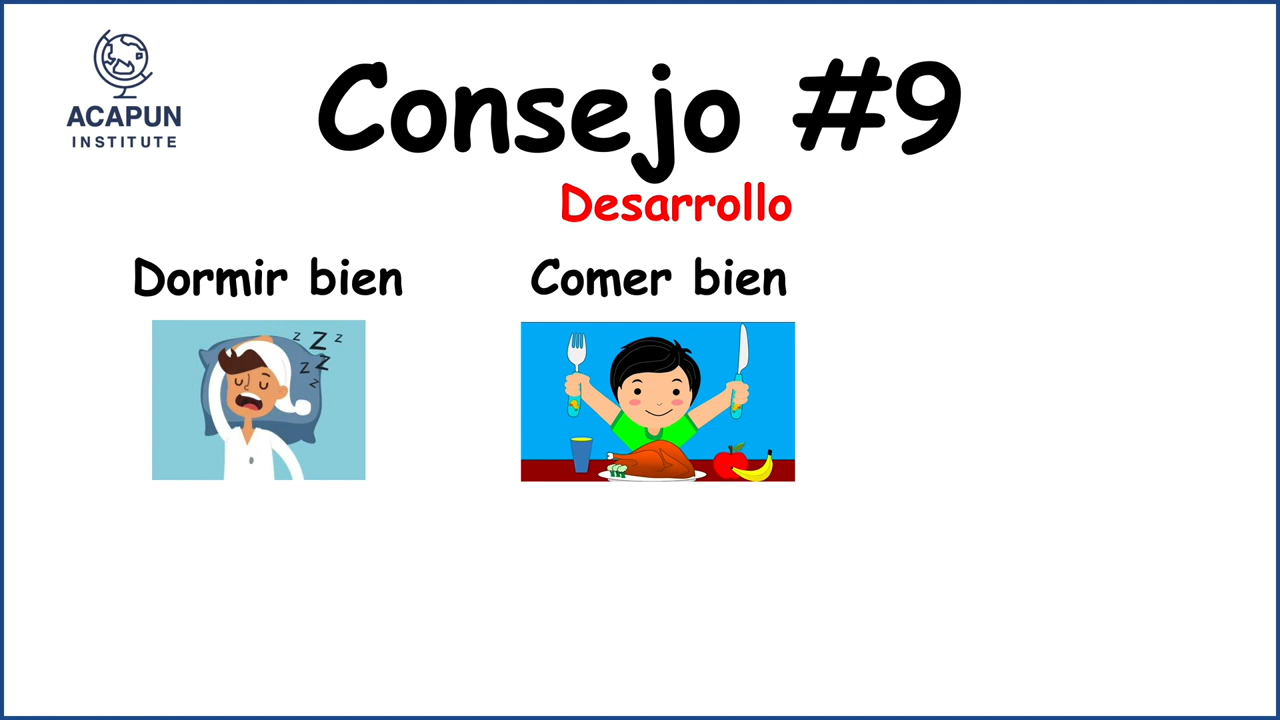 ACAPUN
INSTITUTE
Consejo #9
Desarrollo
Dormir bien
Comer bien
z Z z
z Z
z